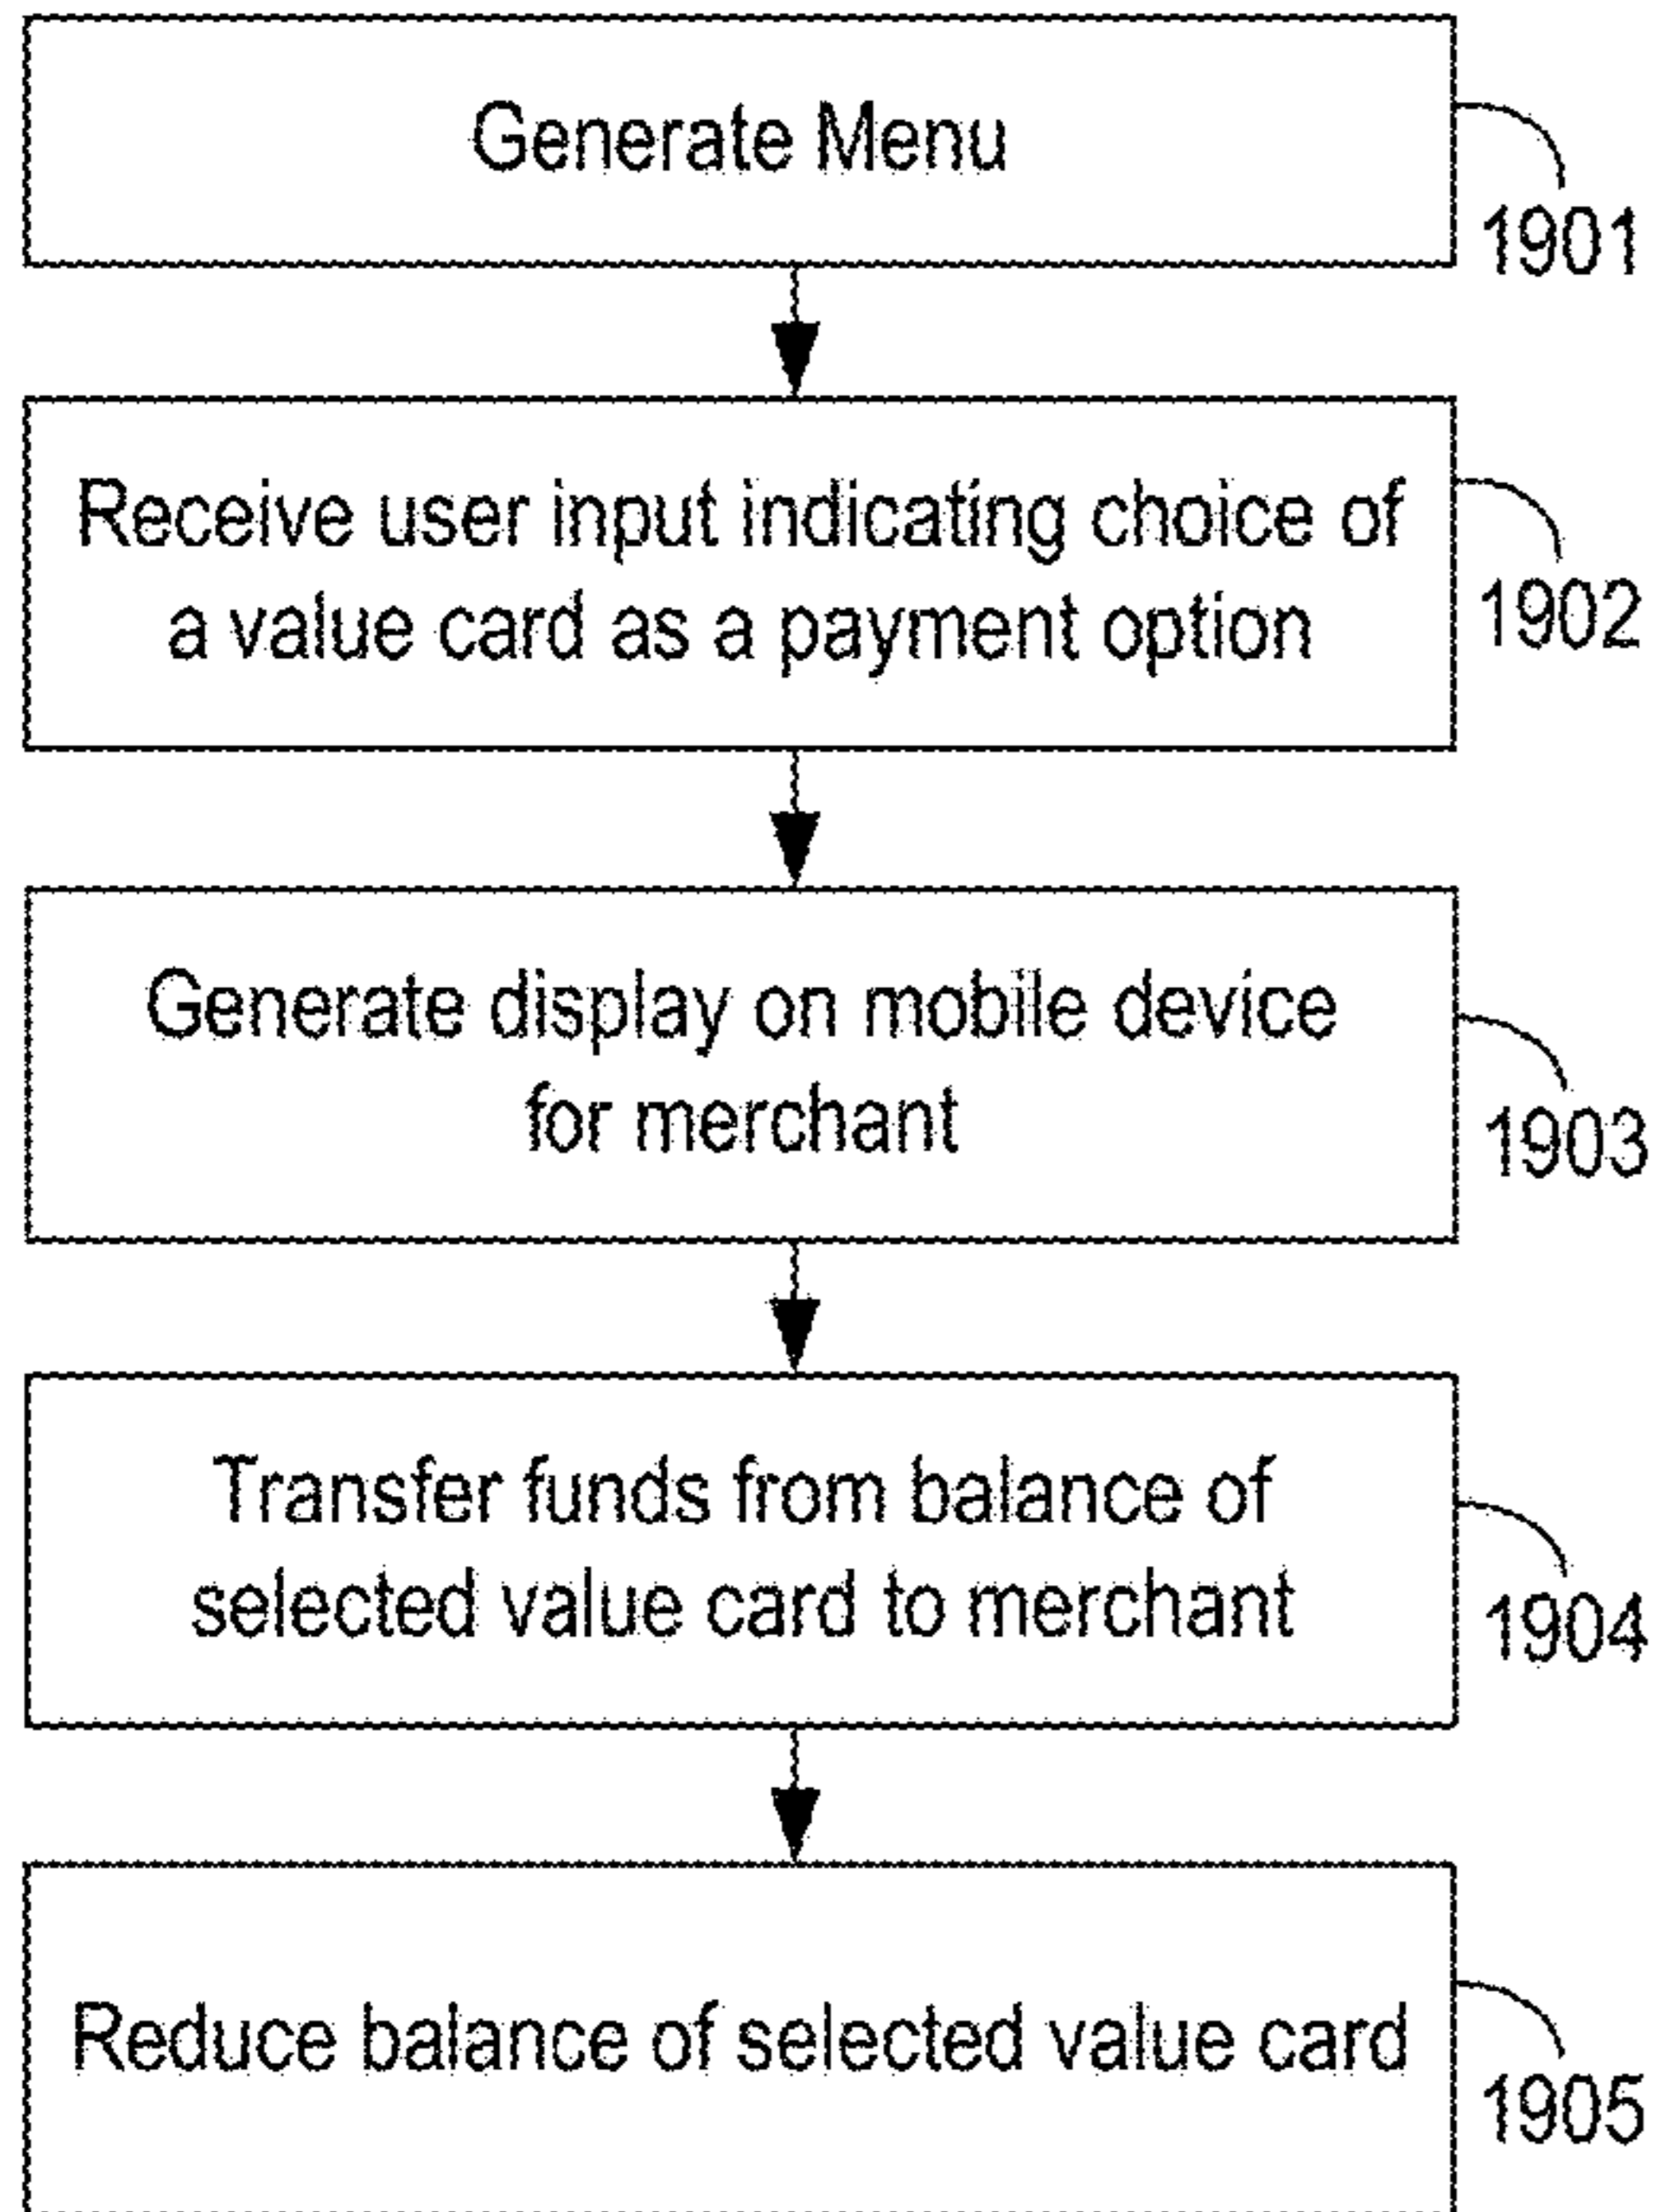 Generate Menu
1901
Receive user input indicating choice of
a value card as a payment option
1902
Generate display on mobile device
for merchant
1903
Transfer funds from balance of
selected value card to merchant
1904
Reduce balance of selected value card
1905